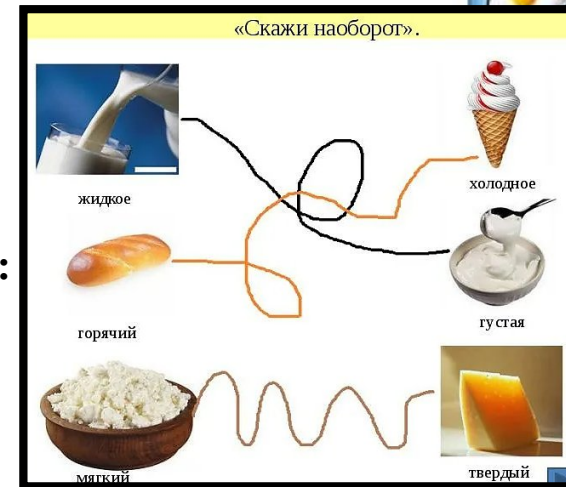 «Скажи наоборот».
жидкое
холодное
:
горячий
густая
мягкий
твердый